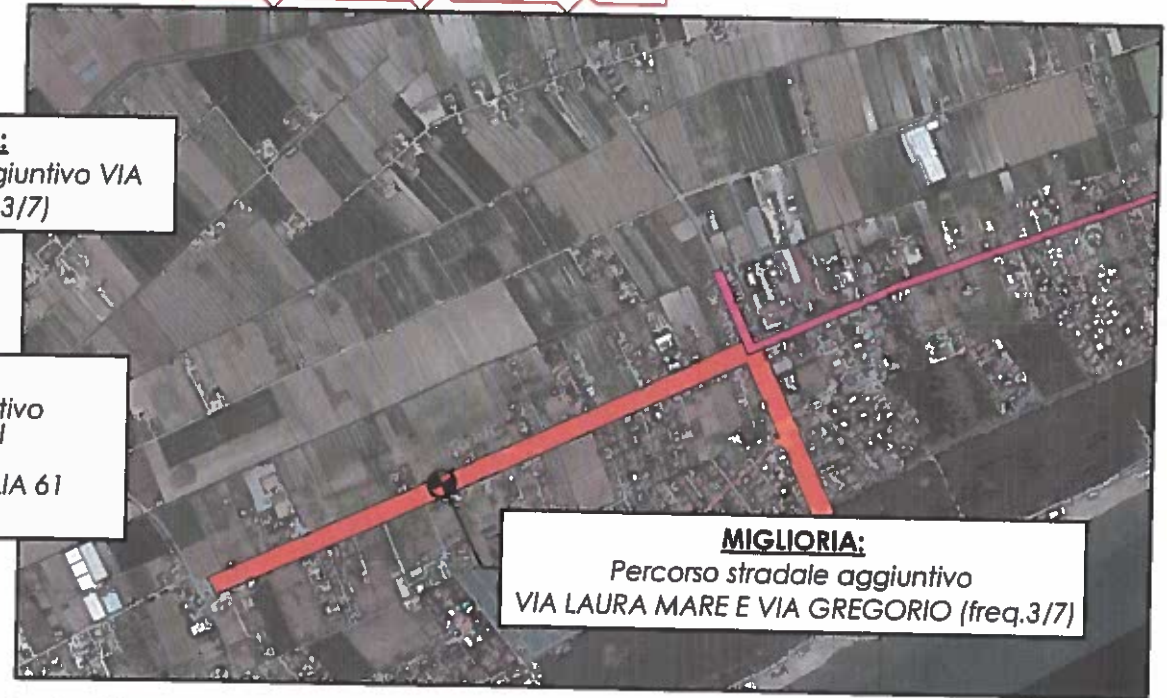 giuntivo VIA
3/7)
tivo
IA 61
MIGLIORIA:
Percorso stradale aggiuntivo
VIA LAURA MARE E VIA GREGORIO (freq.3/7)